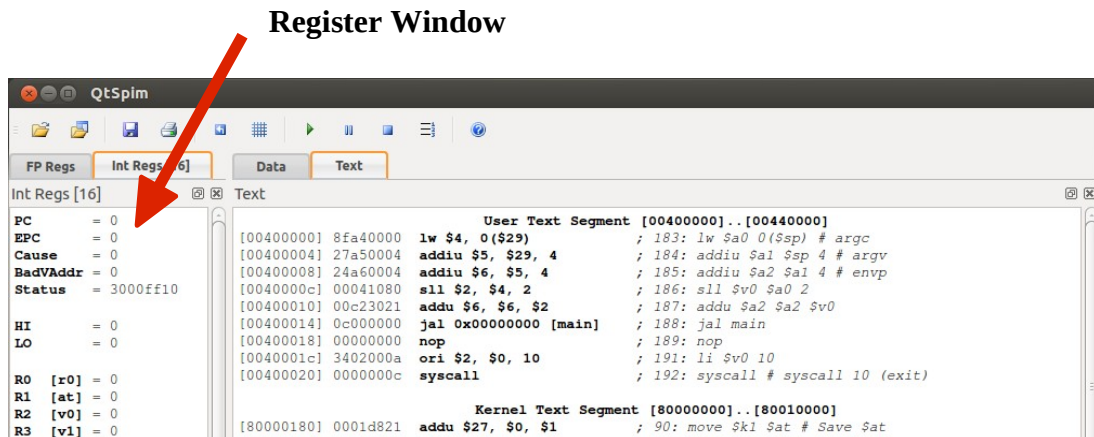 Register Window
QtSpim
FP Regs Int Regs [16] Data Text
Int Regs [16] Text
PC = 0
EPC = 0
Cause = 0
BadVAddr = 0
Status = 3000ff10
HI = 0
LO = 0
R0 [r0] = 0
R1 [at] = 0
R2 [v0] = 0
R3 [v1] = 0
User Text Segment [00400000]..[00440000]
[00400000] 8fa40000 lw $4, 0($29) ; 183: lw $a0 0($sp) # argc
[00400004] 27a50004 addiu $5, $29, 4 ; 184: addiu $a1 $sp 4 # argv
[00400008] 24a60004 addiu $6, $5, 4 ; 185: addiu $a2 $a1 4 # envp
[0040000c] 00041080 sll $2, $4, 2 ; 186: sll $v0 $a0 2
[00400010] 00c23021 addu $6, $6, $2 ; 187: addu $a2 $a2 $v0
[00400014] 0c000000 jal 0x00000000 [main] ; 188: jal main
[00400018] 00000000 nop ; 189: nop
[0040001c] 3402000a ori $2, $0, 10 ; 191: li $v0 10
[00400020] 0000000c syscall ; 192: syscall # syscall 10 (exit)
Kernel Text Segment [80000000]..[80010000]
[80000180] 0001d821 addu $27, $0, $1 ; 90: move $k1 $at # Save $at